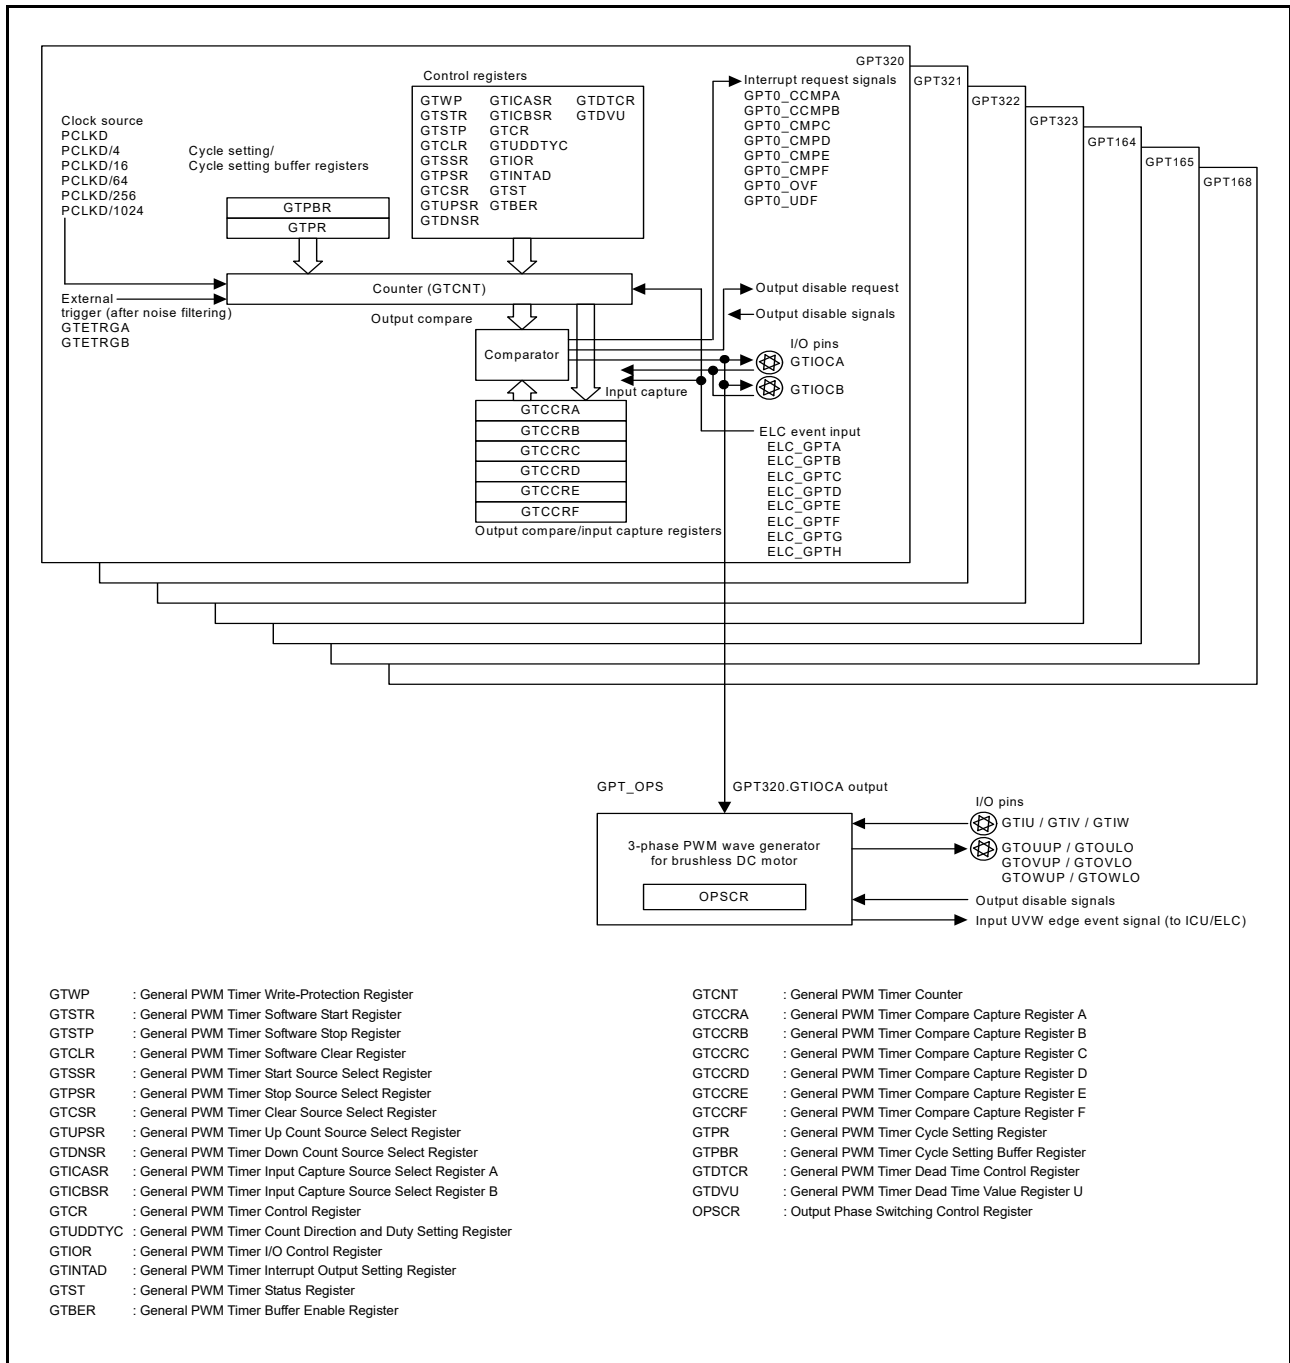 GPT320
GPT321
GPT322
GPT323
GPT164
GPT165
GPT168
Clock source
PCLKD
PCLKD/4
PCLKD/16
PCLKD/64
PCLKD/256
PCLKD/1024
Cycle setting/
Cycle setting buffer registers
GTPBR
GTPR
Control registers
GTWP GTICASR GTDTCR
GTSTR GTICBSR GTDVU
GTSTP GTCR
GTCLR GTUDDTYC
GTSSR GTIOR
GTPSR GTINTAD
GTCSR GTST
GTUPSR GTBER
GTDNSR
Interrupt request signals
GPT0_CCMPA
GPT0_CCMPB
GPT0_CMPC
GPT0_CMPD
GPT0_CMPE
GPT0_CMPF
GPT0_OVF
GPT0_UDF
Counter (GTCNT)
External
trigger (after noise filtering)
GTETRGA
GTETRGB
Output compare
Comparator
Output disable request
Output disable signals
I/O pins
GTIOCA
GTIOCB
Input capture
GTCCRA
GTCCRB
GTCCRC
GTCCRD
GTCCRE
GTCCRF
Output compare/input capture registers
ELC event input
ELC_GPTA
ELC_GPTB
ELC_GPTC
ELC_GPTD
ELC_GPTE
ELC_GPTF
ELC_GPTG
ELC_GPTH
GPT_OPS
GPT320.GTIOCA output
3-phase PWM wave generator
for brushless DC motor
OPSCR
I/O pins
GTIU / GTIV / GTIW
GTOUUP / GTOULO
GTOVUP / GTOVLO
GTOWUP / GTOWLO
Output disable signals
Input UVW edge event signal (to ICU/ELC)
GTWP : General PWM Timer Write-Protection Register
GTSTR : General PWM Timer Software Start Register
GTSTP : General PWM Timer Software Stop Register
GTCLR : General PWM Timer Software Clear Register
GTSSR : General PWM Timer Start Source Select Register
GTPSR : General PWM Timer Stop Source Select Register
GTCSR : General PWM Timer Clear Source Select Register
GTUPSR : General PWM Timer Up Count Source Select Register
GTDNSR : General PWM Timer Down Count Source Select Register
GTICASR : General PWM Timer Input Capture Source Select Register A
GTICBSR : General PWM Timer Input Capture Source Select Register B
GTCR : General PWM Timer Control Register
GTUDDTYC : General PWM Timer Count Direction and Duty Setting Register
GTIOR : General PWM Timer I/O Control Register
GTINTAD : General PWM Timer Interrupt Output Setting Register
GTST : General PWM Timer Status Register
GTBER : General PWM Timer Buffer Enable Register
GTCNT : General PWM Timer Counter
GTCCRA : General PWM Timer Compare Capture Register A
GTCCRB : General PWM Timer Compare Capture Register B
GTCCRC : General PWM Timer Compare Capture Register C
GTCCRD : General PWM Timer Compare Capture Register D
GTCCRE : General PWM Timer Compare Capture Register E
GTCCRF : General PWM Timer Compare Capture Register F
GTPR : General PWM Timer Cycle Setting Register
GTPBR : General PWM Timer Cycle Setting Buffer Register
GTDTCR : General PWM Timer Dead Time Control Register
GTDVU : General PWM Timer Dead Time Value Register U
OPSCR : Output Phase Switching Control Register